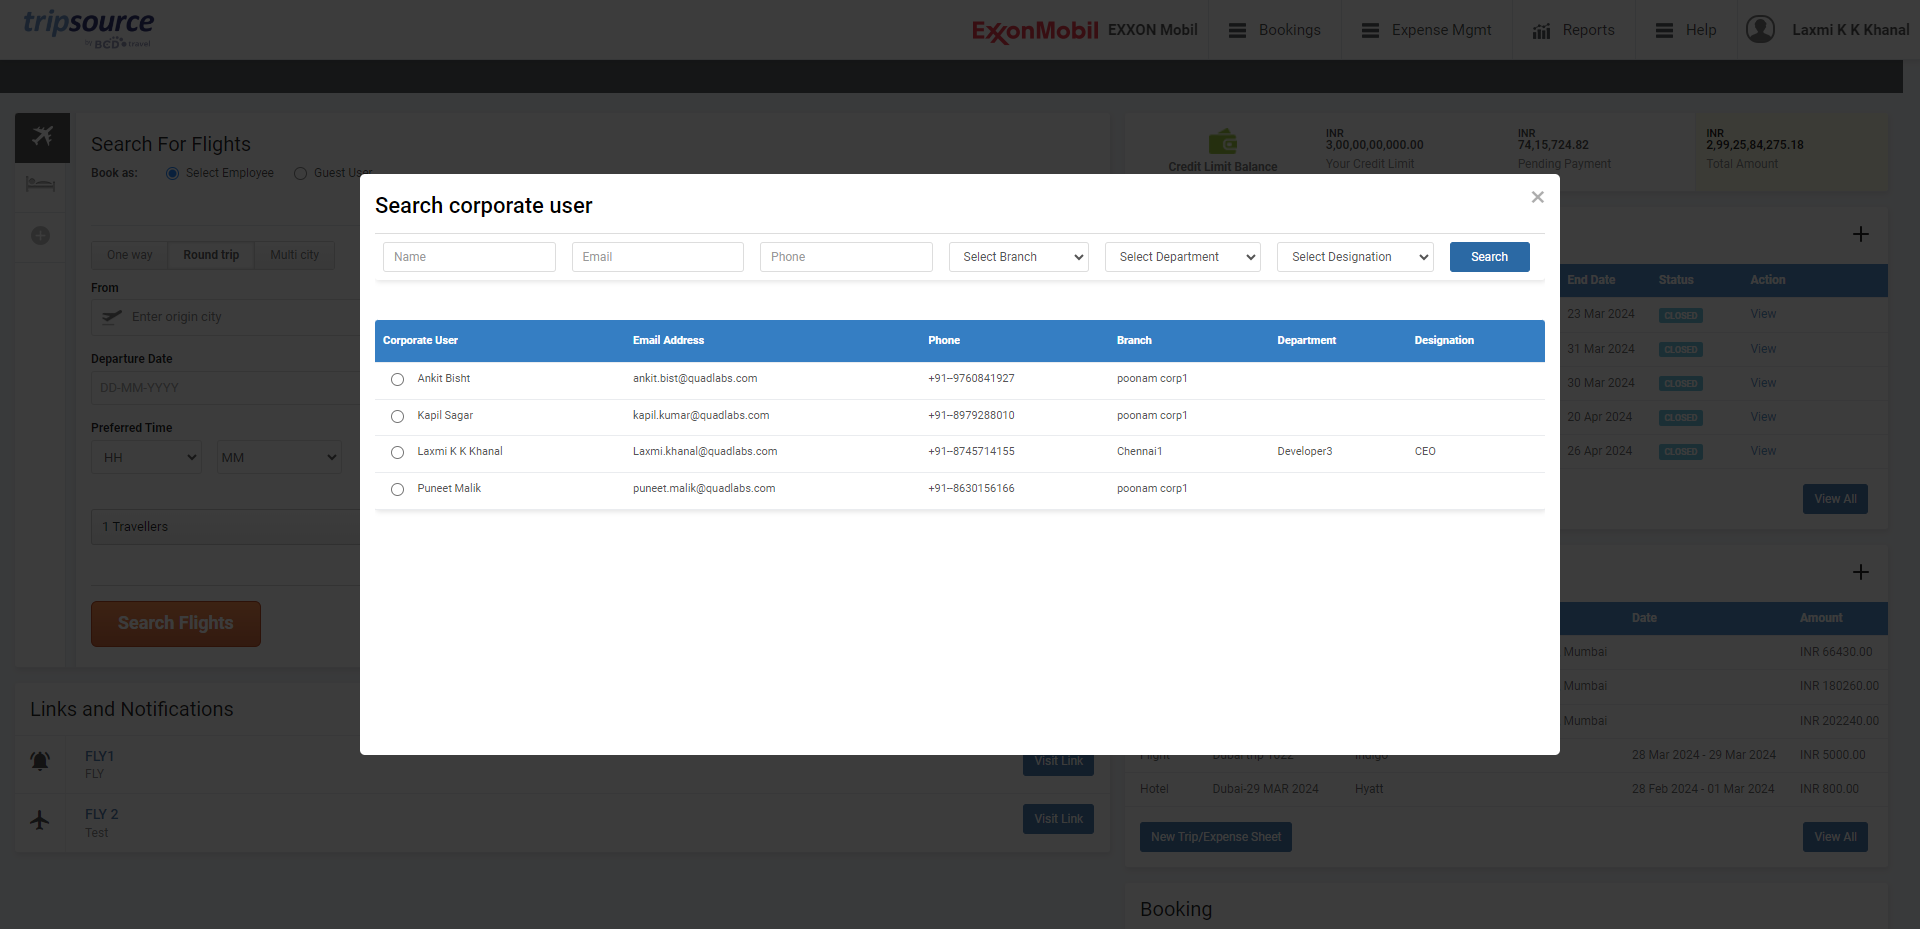 tripsource
by BCD travel
ExxonMobil EXXON Mobil
Bookings
Expense Mgmt
Reports
Help
Laxmi K K Khanal
Search For Flights
Book as: Select Employee Guest User
One way Round trip Multi city
From
Enter origin city
Departure Date
DD-MM-YYYY
Preferred Time
HH MM
1 Travellers
Search Flights
Credit Limit Balance
INR
3,00,00,00,000.00
Your Credit Limit
INR
74,15,724.82
Pending Payment
INR
2,99,25,84,275.18
Total Amount
Search corporate user
×
Name Email Phone Select Branch Select Department Select Designation Search
Corporate User Email Address Phone Branch Department Designation
Ankit Bisht ankit.bist@quadlabs.com +91--9760841927 poonam corp1
Kapil Sagar kapil.kumar@quadlabs.com +91--8979288010 poonam corp1
Laxmi K K Khanal Laxmi.khanal@quadlabs.com +91--8745714155 Chennai1 Developer3 CEO
Puneet Malik puneet.malik@quadlabs.com +91--8630156166 poonam corp1
End Date Status Action
23 Mar 2024 CLOSED View
31 Mar 2024 CLOSED View
30 Mar 2024 CLOSED View
20 Apr 2024 CLOSED View
26 Apr 2024 CLOSED View
View All
Date Amount
Mumbai INR 66430.00
Mumbai INR 180260.00
Mumbai INR 202240.00
Flight Dubai trip 1022 Indigo 28 Mar 2024 - 29 Mar 2024 INR 5000.00
Hotel Dubai-29 MAR 2024 Hyatt 28 Feb 2024 - 01 Mar 2024 INR 800.00
New Trip/Expense Sheet View All
Links and Notifications
FLY1
FLY
Visit Link
FLY 2
Test
Visit Link
Booking